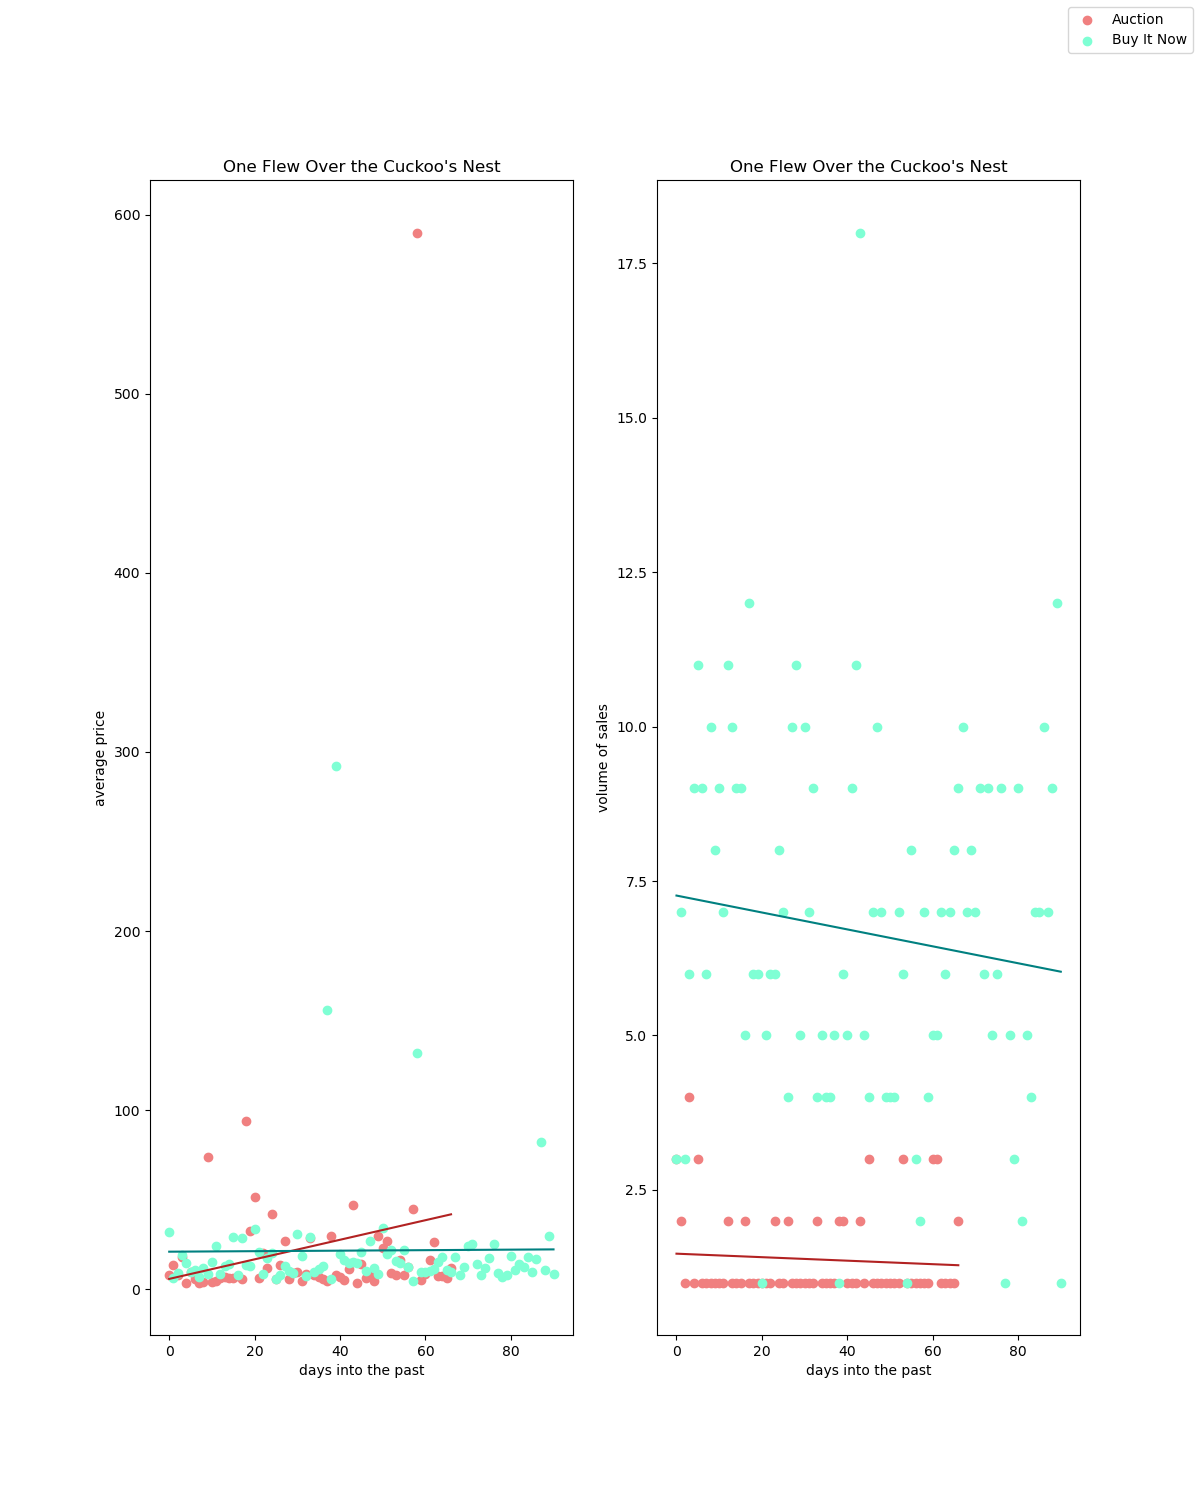 Auction
Buy It Now
One Flew Over the Cuckoo's Nest
600
500
400
300
200
100
0
average price
0 20 40 60 80
days into the past
One Flew Over the Cuckoo's Nest
17.5
15.0
12.5
10.0
7.5
5.0
2.5
volume of sales
0 20 40 60 80
days into the past